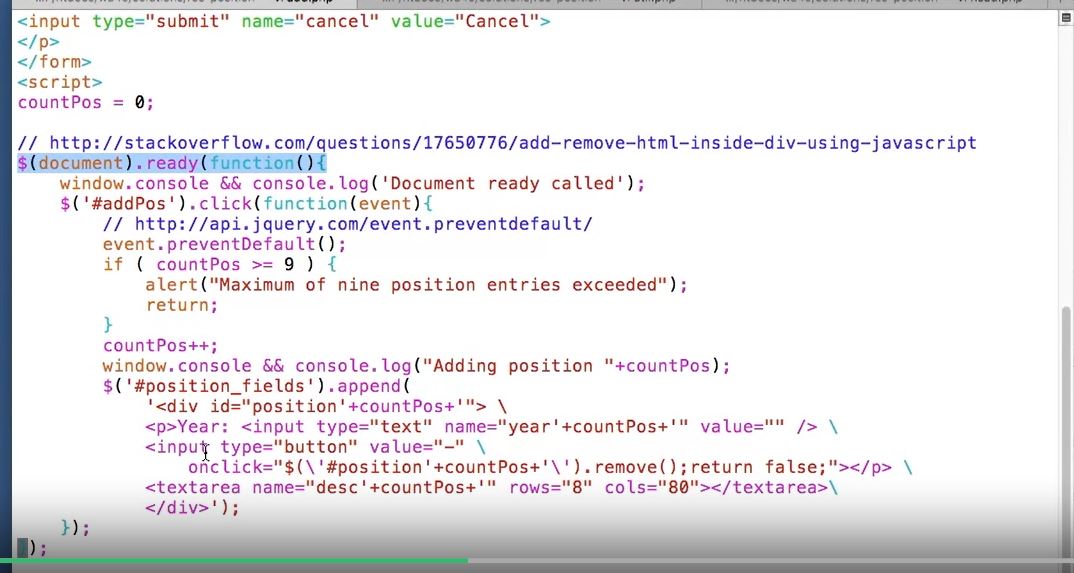 <input type="submit" name="cancel" value="Cancel">
</p>
</form>
<script>
countPos = 0;
// http://stackoverflow.com/questions/17650776/add-remove-html-inside-div-using-javascript
$(document).ready(function(){
    window.console && console.log('Document ready called');
    $('#addPos').click(function(event){
        // http://api.jquery.com/event.preventdefault/
        event.preventDefault();
        if ( countPos >= 9 ) {
            alert("Maximum of nine position entries exceeded");
            return;
        }
        countPos++;
        window.console && console.log("Adding position "+countPos);
        $('#position_fields').append(
            '<div id="position'+countPos+'"> \
            <p>Year: <input type="text" name="year'+countPos+'" value="" /> \
            <input type="button" value="-" \
                onclick="$(\'#position'+countPos+'\').remove();return false;"></p> \
            <textarea name="desc'+countPos+'" rows="8" cols="80"></textarea>\
            </div>');
    });
});